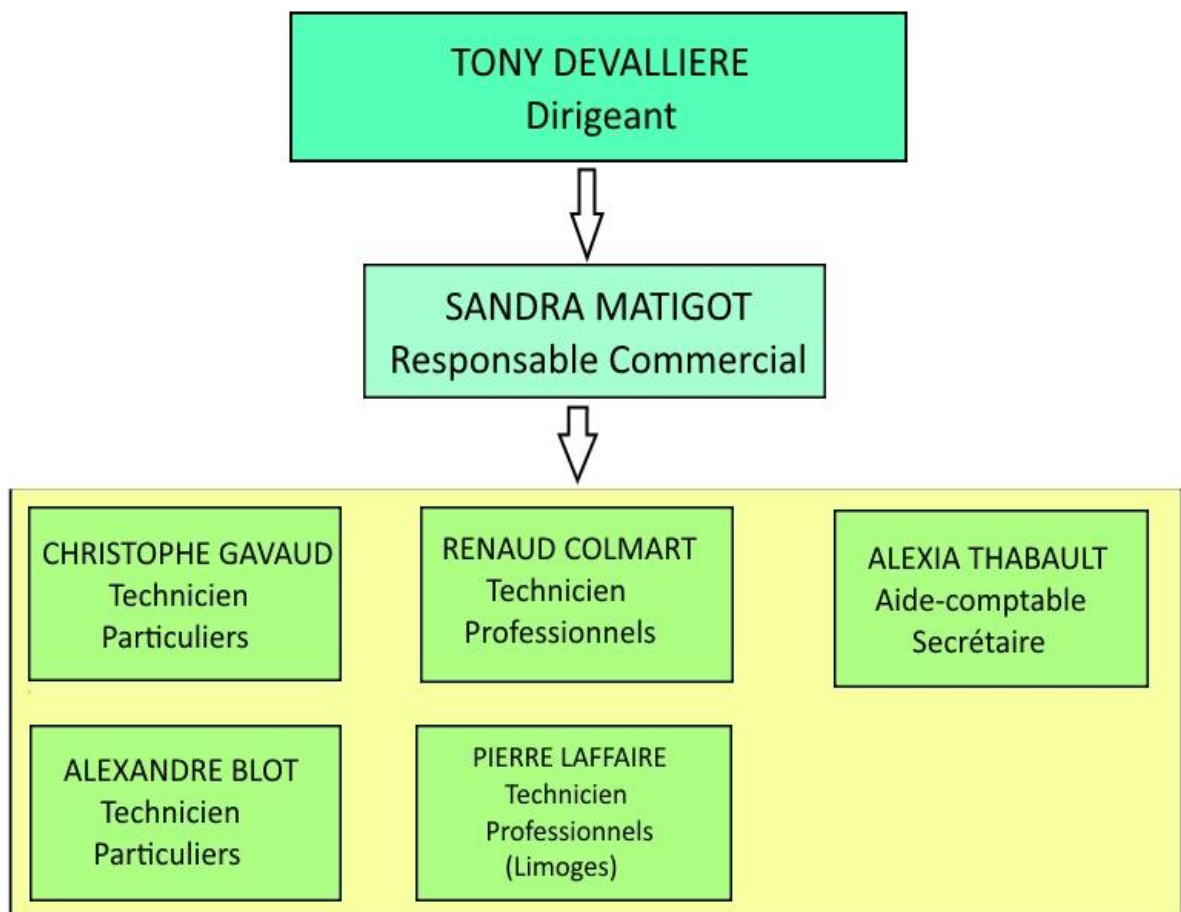 TONY DEVALLIERE
Dirigeant
SANDRA MATIGOT
Responsable Commercial
CHRISTOPHE GAVAUD
Technicien
Particuliers
RENAUD COLMART
Technicien
Professionnels
ALEXIA THABAULT
Aide-comptable
Secrétaire
ALEXANDRE BLOT
Technicien
Particuliers
PIERRE LAFFAIRE
Technicien
Professionnels
(Limoges)